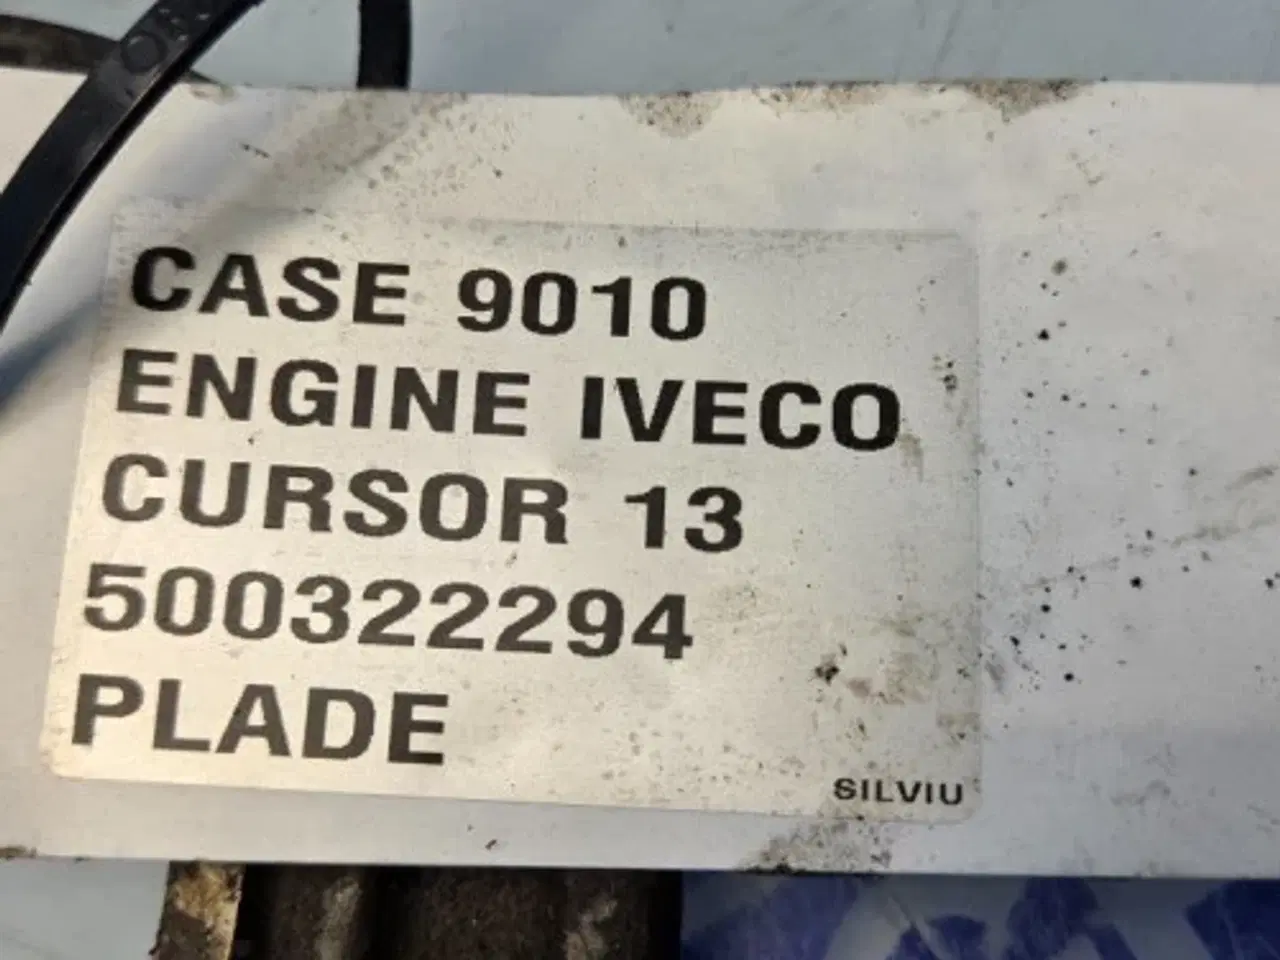 CASE 9010
ENGINE IVECO
CURSOR 13
500322294
PLADE
SILVIU